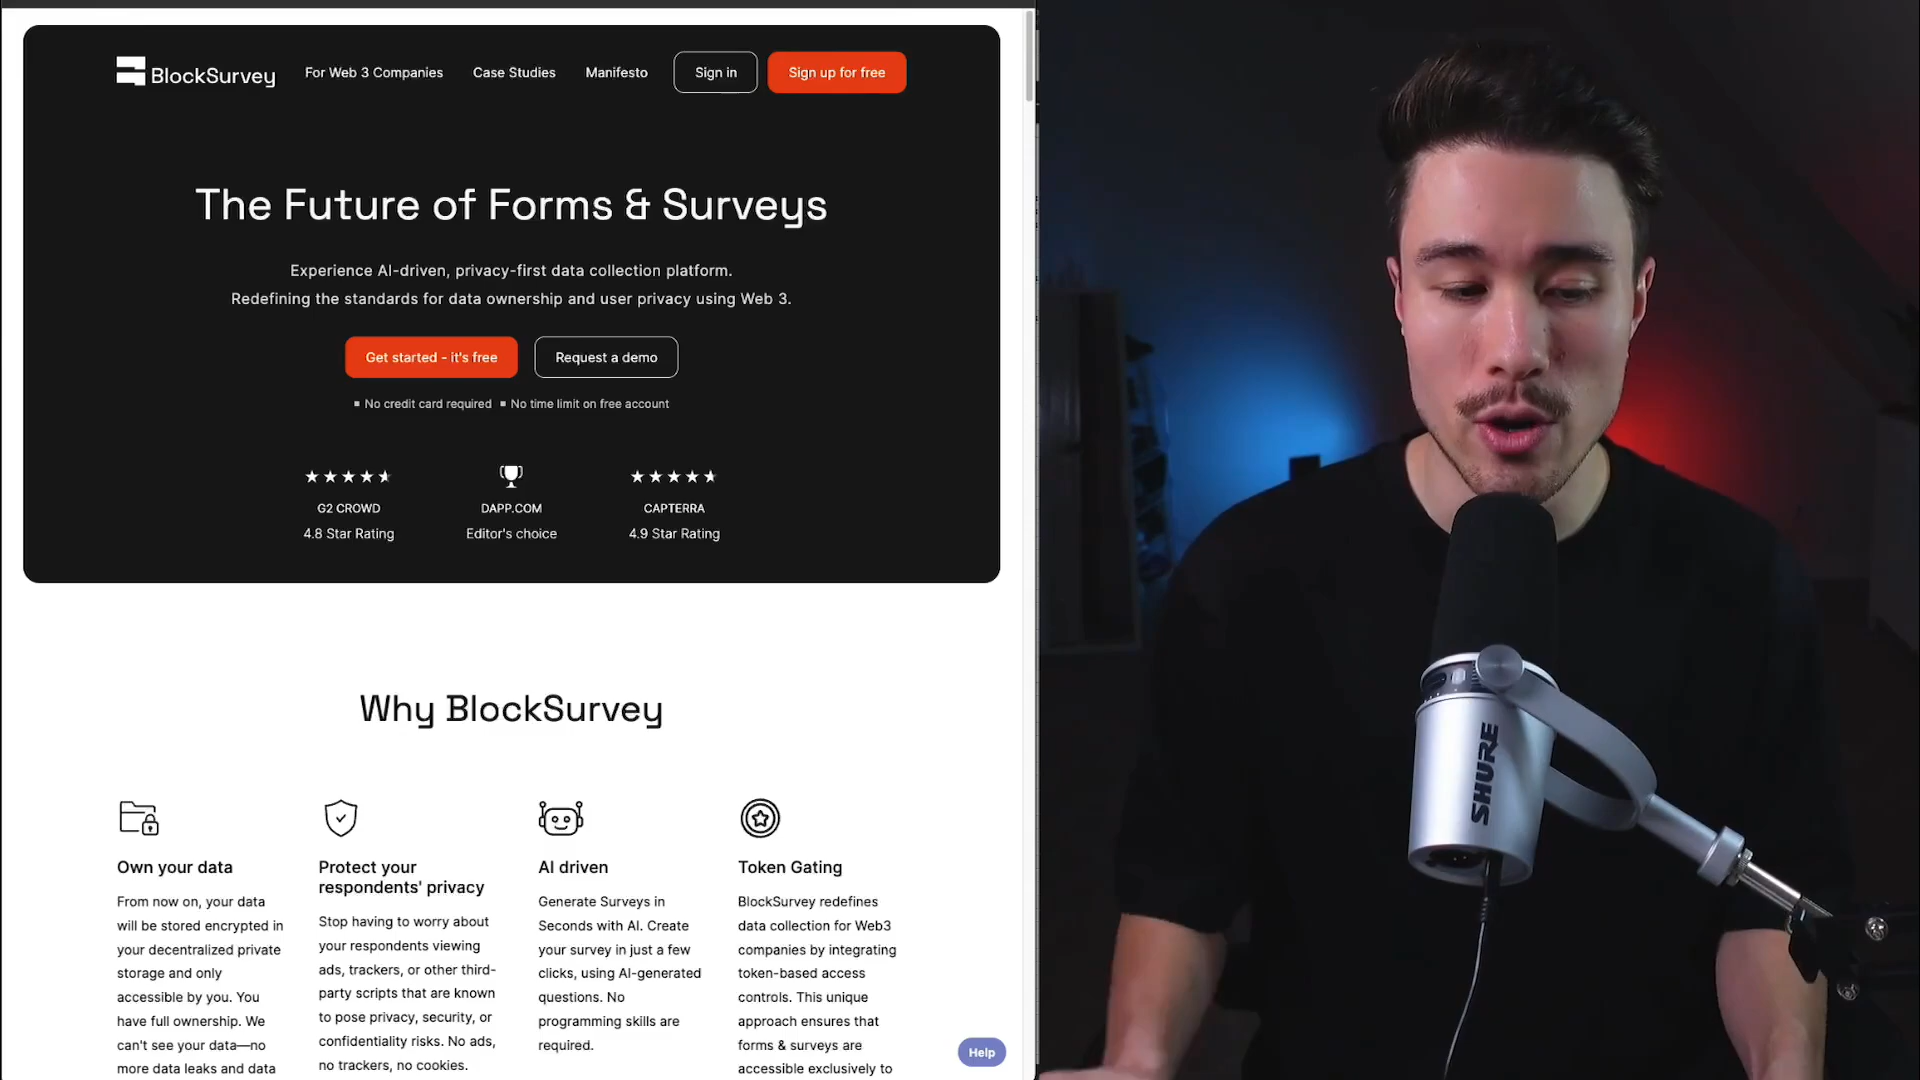 BlockSurvey
For Web 3 Companies
Case Studies
Manifesto
Sign in
Sign up for free
The Future of Forms & Surveys
Experience AI-driven, privacy-first data collection platform.
Redefining the standards for data ownership and user privacy using Web 3.
Get started - it's free
Request a demo
▪ No credit card required ▪ No time limit on free account
G2 CROWD
4.8 Star Rating
DAPP.COM
Editor's choice
CAPTERRA
4.9 Star Rating
Why BlockSurvey
Own your data
From now on, your data
will be stored encrypted in
your decentralized private
storage and only
accessible by you. You
have full ownership. We
can't see your data—no
more data leaks and data
Protect your
respondents' privacy
Stop having to worry about
your respondents viewing
ads, trackers, or other third-
party scripts that are known
to pose privacy, security, or
confidentiality risks. No ads,
no trackers, no cookies.
AI driven
Generate Surveys in
Seconds with AI. Create
your survey in just a few
clicks, using AI-generated
questions. No
programming skills are
required.
Token Gating
BlockSurvey redefines
data collection for Web3
companies by integrating
token-based access
controls. This unique
approach ensures that
forms & surveys are
accessible exclusively to
Help
SHURE